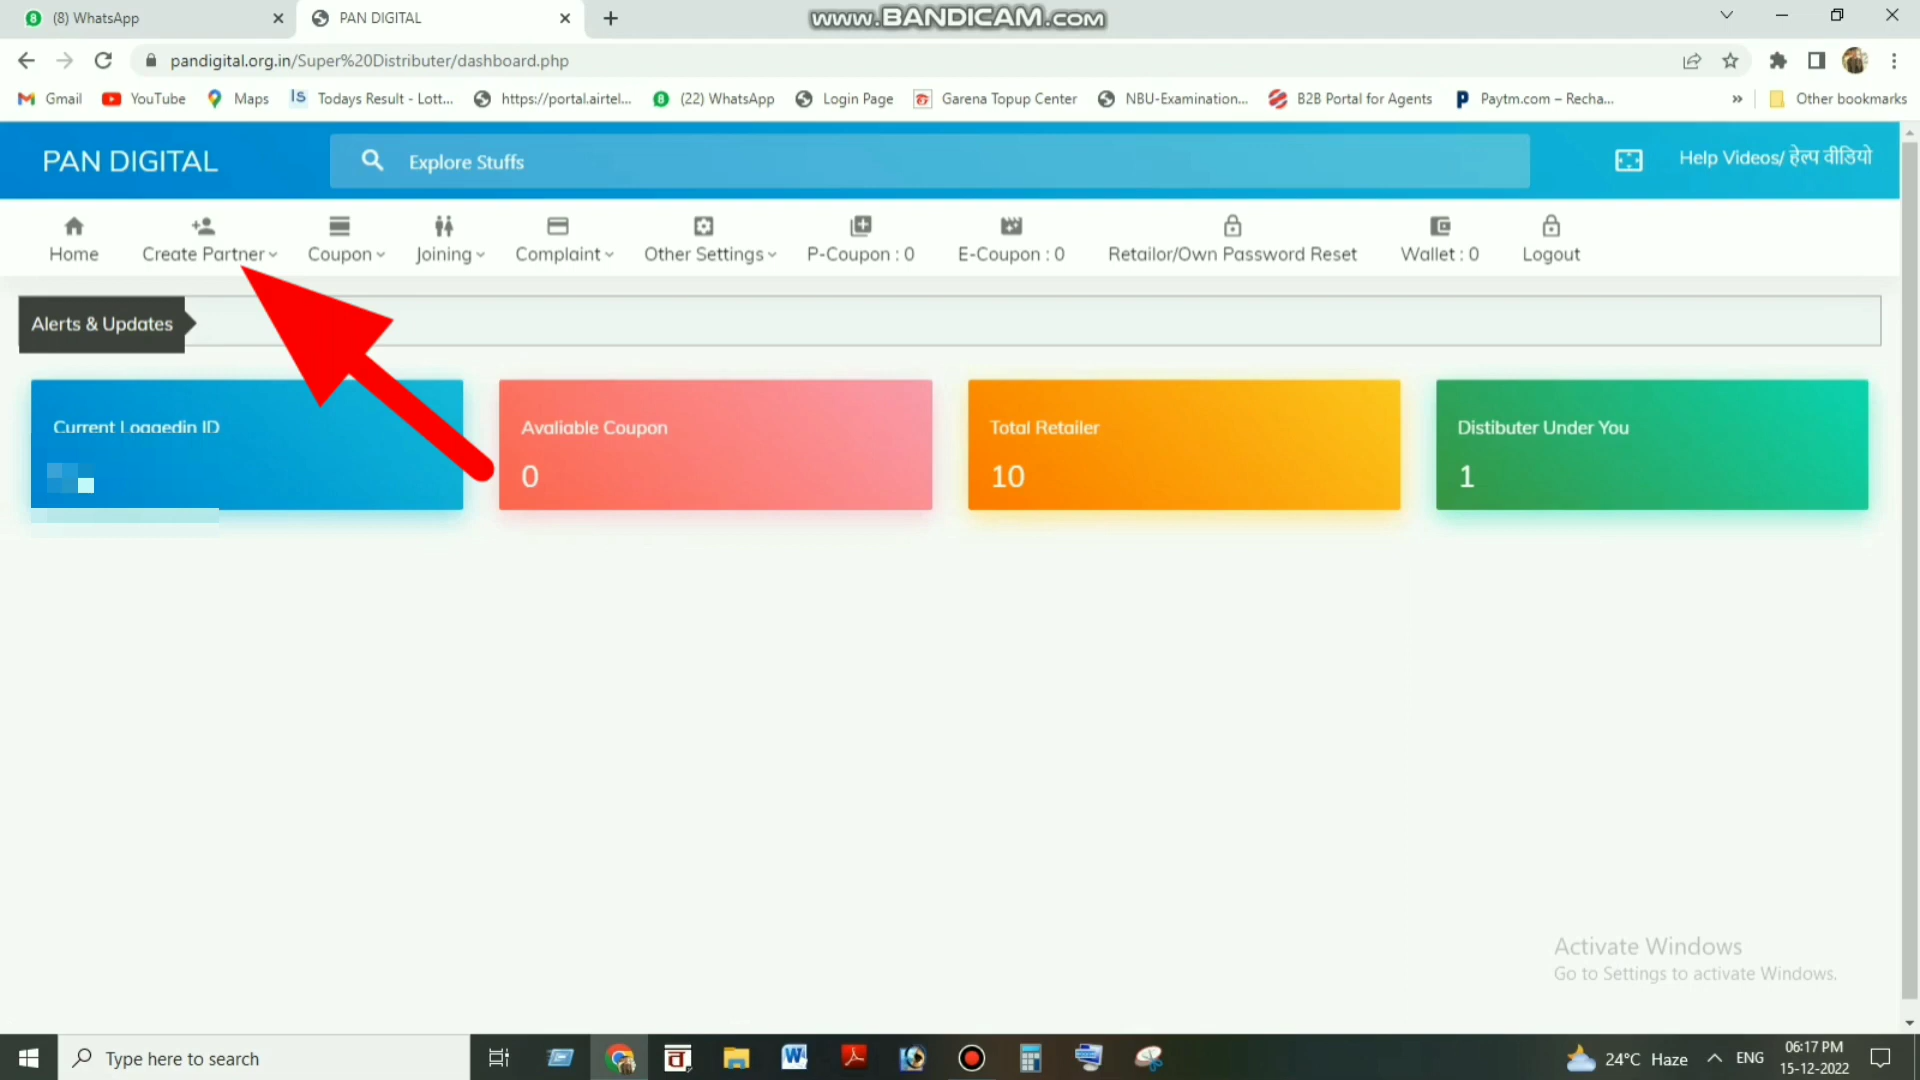 (8) WhatsApp
PAN DIGITAL
www.BANDICAM.com
pandigital.org.in/Super%20Distributer/dashboard.php
Gmail
YouTube
Maps
Todays Result - Lott...
https://portal.airtel...
(22) WhatsApp
Login Page
Garena Topup Center
NBU-Examination...
B2B Portal for Agents
Paytm.com – Recha...
»
Other bookmarks
PAN DIGITAL
Explore Stuffs
Help Videos/ हेल्प वीडियो
Home
Create Partner
Coupon
Joining
Complaint
Other Settings
P-Coupon : 0
E-Coupon : 0
Retailor/Own Password Reset
Wallet : 0
Logout
Alerts & Updates
Current Loggedin ID
Avaliable Coupon
0
Total Retailer
10
Distibuter Under You
1
Activate Windows
Go to Settings to activate Windows.
Type here to search
24°C Haze
ENG
06:17 PM
15-12-2022